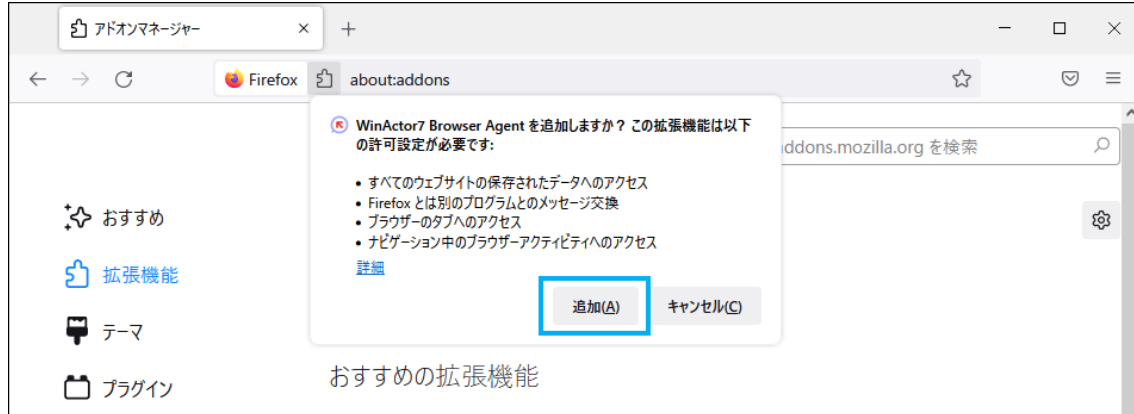 アドオンマネージャー
Firefox about:addons
WinActor7 Browser Agent を追加しますか？ この拡張機能は以下
の許可設定が必要です:
• すべてのウェブサイトの保存されたデータへのアクセス
• Firefox とは別のプログラムとのメッセージ交換
• ブラウザーのタブへのアクセス
• ナビゲーション中のブラウザーアクティビティへのアクセス
詳細
追加(A) キャンセル(C)
addons.mozilla.org を検索
おすすめ
拡張機能
テーマ
プラグイン
おすすめの拡張機能